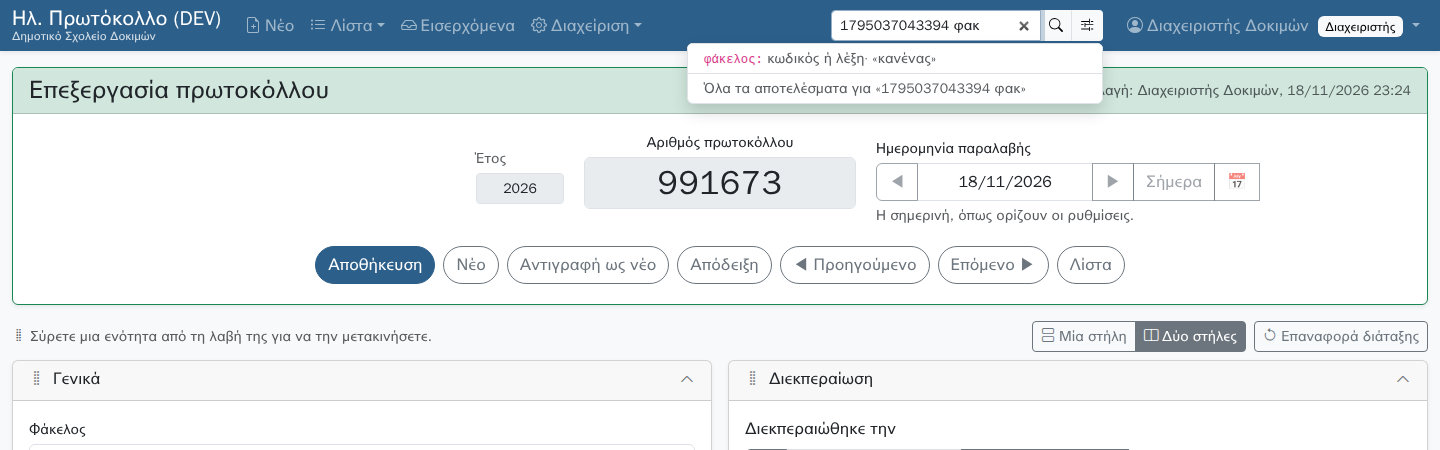 Ηλ. Πρωτόκολλο (DEV)
Δημοτικό Σχολείο Δοκιμών
Νέο
Λίστα
Εισερχόμενα
Διαχείριση
1795037043394 φακ
Διαχειριστής Δοκιμών
Διαχειριστής
φάκελος: κωδικός ή λέξη· «κανένας»
Όλα τα αποτελέσματα για «1795037043394 φακ»
Επεξεργασία πρωτοκόλλου
λαγή: Διαχειριστής Δοκιμών, 18/11/2026 23:24
Έτος
2026
Αριθμός πρωτοκόλλου
991673
Ημερομηνία παραλαβής
◀ 18/11/2026 ▶ Σήμερα
Η σημερινή, όπως ορίζουν οι ρυθμίσεις.
Αποθήκευση
Νέο
Αντιγραφή ως νέο
Απόδειξη
◀ Προηγούμενο
Επόμενο ▶
Λίστα
Σύρετε μια ενότητα από τη λαβή της για να την μετακινήσετε.
Μία στήλη
Δύο στήλες
Επαναφορά διάταξης
Γενικά
Φάκελος
Διεκπεραίωση
Διεκπεραιώθηκε την